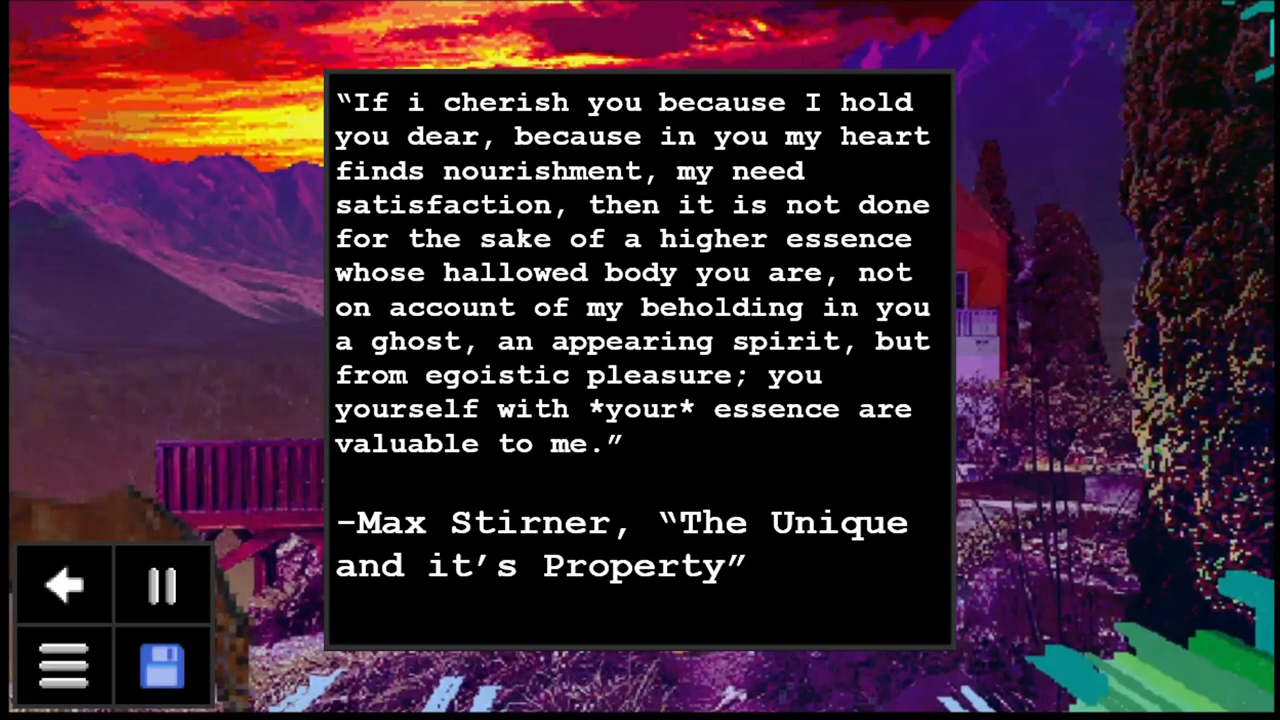 “If i cherish you because I hold
you dear, because in you my heart
finds nourishment, my need
satisfaction, then it is not done
for the sake of a higher essence
whose hallowed body you are, not
on account of my beholding in you
a ghost, an appearing spirit, but
from egoistic pleasure; you
yourself with *your* essence are
valuable to me.”
-Max Stirner, “The Unique
and it’s Property”